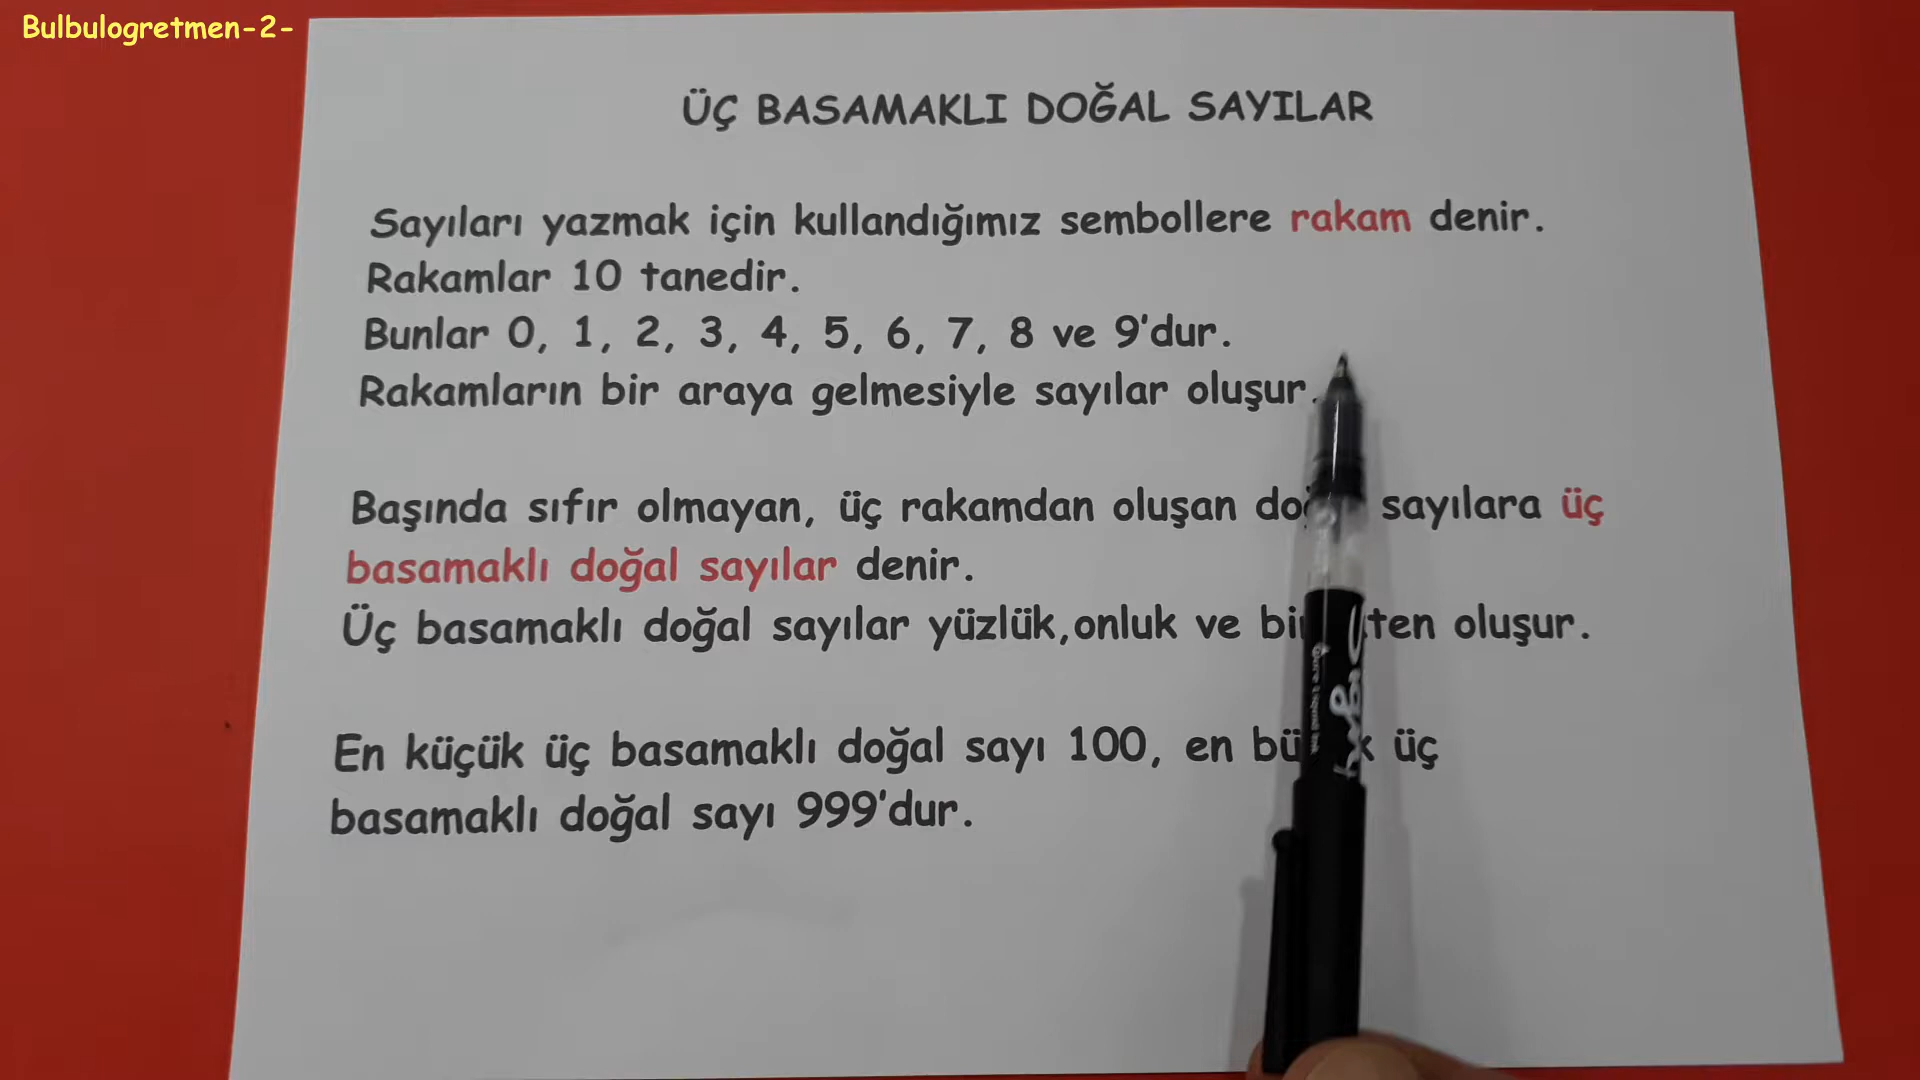 Bulbulogretmen-2-
ÜÇ BASAMAKLI DOĞAL SAYILAR
Sayıları yazmak için kullandığımız sembollere rakam denir.
Rakamlar 10 tanedir.
Bunlar 0, 1, 2, 3, 4, 5, 6, 7, 8 ve 9'dur.
Rakamların bir araya gelmesiyle sayılar oluşur.
Başında sıfır olmayan, üç rakamdan oluşan sayılara üç
basamaklı doğal sayılar denir.
Üç basamaklı doğal sayılar yüzlük,onluk ve oluşur.
En küçük üç basamaklı doğal sayı 100, en üç
basamaklı doğal sayı 999'dur.